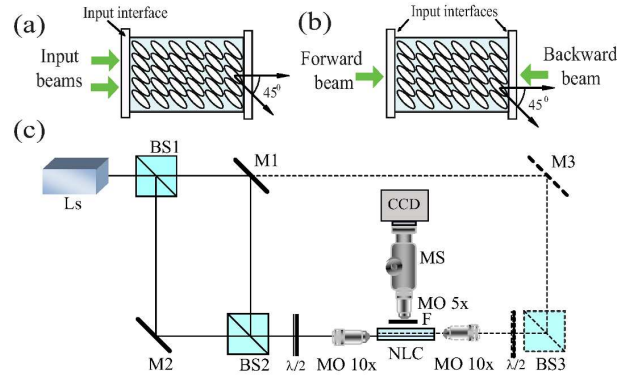 (a)
Input interface
Input
beams
45⁰
(b)
Input interfaces
Forward
beam
Backward
beam
45⁰
(c)
BS1
M1
M3
Ls
CCD
MS
MO 5x
F
M2
BS2
λ/2
MO 10x
NLC
MO 10x
λ/2
BS3